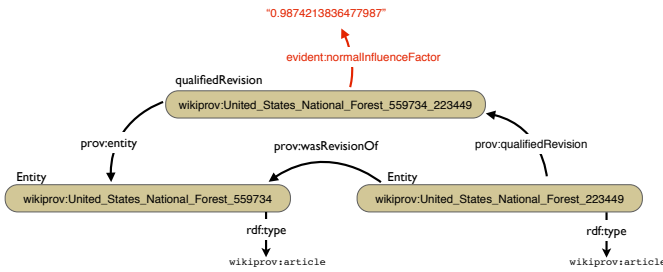 "0.9874213836477987"
evident:normalInfluenceFactor
qualifiedRevision
wikiprov:United_States_National_Forest_559734_223449
prov:entity
prov:wasRevisionOf
prov:qualifiedRevision
Entity
Entity
wikiprov:United_States_National_Forest_559734
wikiprov:United_States_National_Forest_223449
rdf:type
rdf:type
wikiprov:article
wikiprov:article